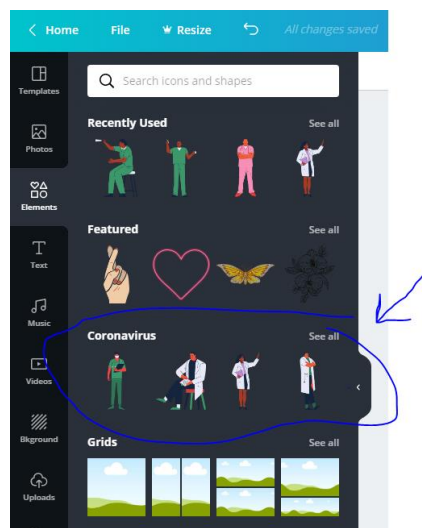 Home File Resize All changes saved
Templates
Search icons and shapes
Recently Used See all
Photos
Elements
Featured See all
Text
Music
Coronavirus See all
Videos
Bkground
Grids See all
Uploads